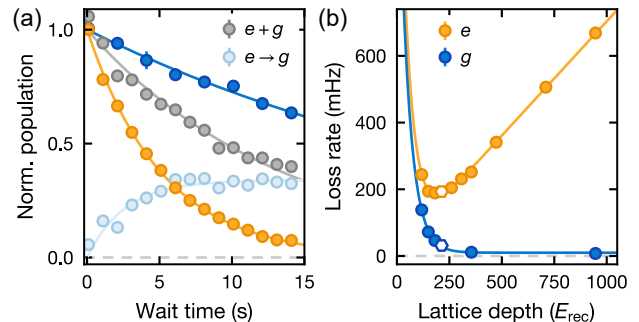 (a)
Norm. population
1.0
0.5
0.0
e + g
e → g
0
5
10
15
Wait time (s)
(b)
Loss rate (mHz)
600
400
200
0
e
g
0
250
500
750
1000
Lattice depth (Erec)